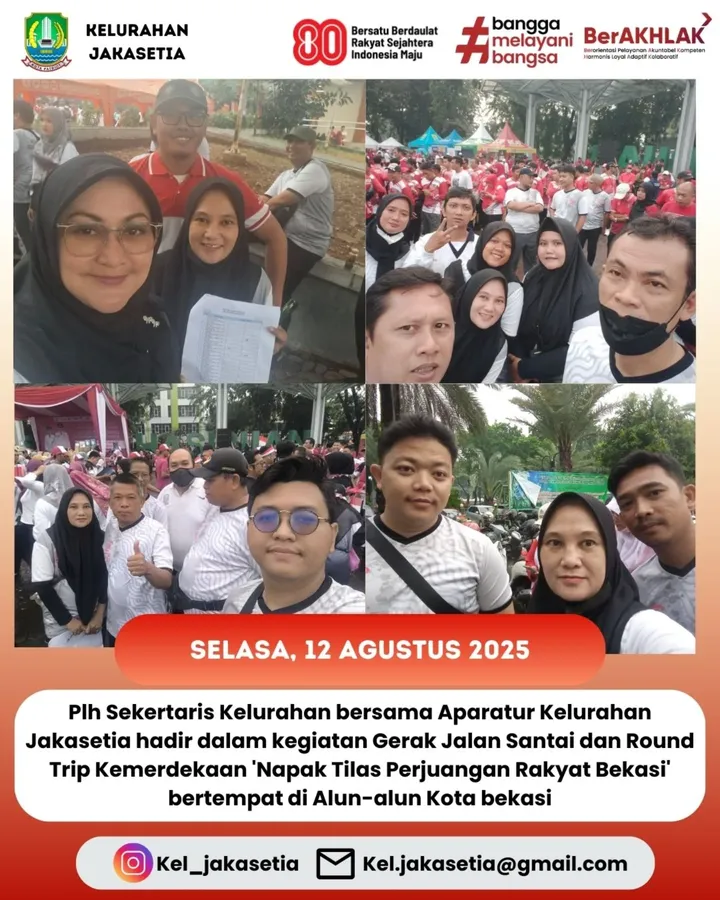 KELURAHAN
JAKASETIA
80
Bersatu Berdaulat
Rakyat Sejahtera
Indonesia Maju
#bangga
melayani
bangsa
BerAKHLAK
Berorientasi Pelayanan Akuntabel Kompeten
Harmonis Loyal Adaptif Kolaboratif
SELASA, 12 AGUSTUS 2025
Plh Sekertaris Kelurahan bersama Aparatur Kelurahan
Jakasetia hadir dalam kegiatan Gerak Jalan Santai dan Round
Trip Kemerdekaan 'Napak Tilas Perjuangan Rakyat Bekasi'
bertempat di Alun-alun Kota bekasi
Kel_jakasetia
Kel.jakasetia@gmail.com